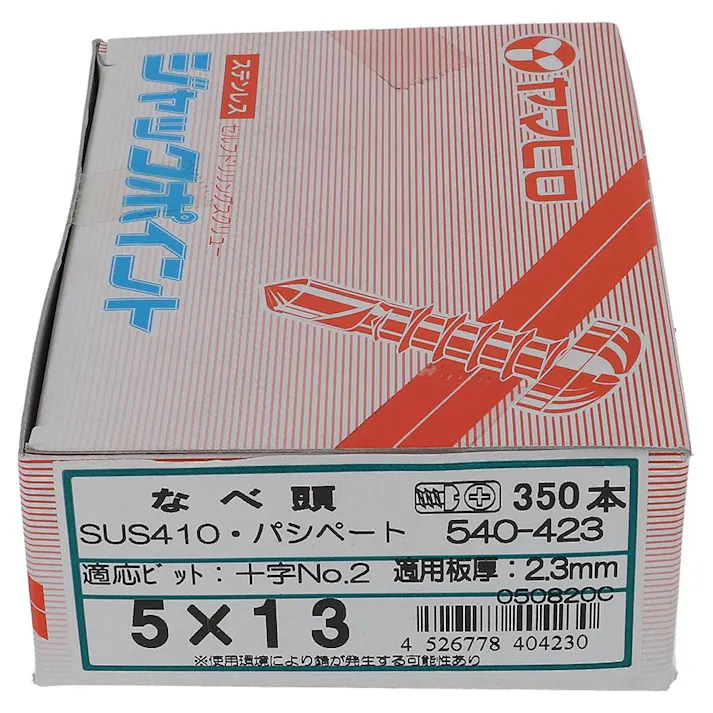 ヤマヒロ
ステンレス
セルフドリリングスクリュー
ジャックポイント
なべ頭 350本
SUS410・パシペート 540-423
適応ビット：十字No.2 適用板厚：2.3mm
050820C
5×13
4 526778 404230
※使用環境により錆が発生する可能性あり